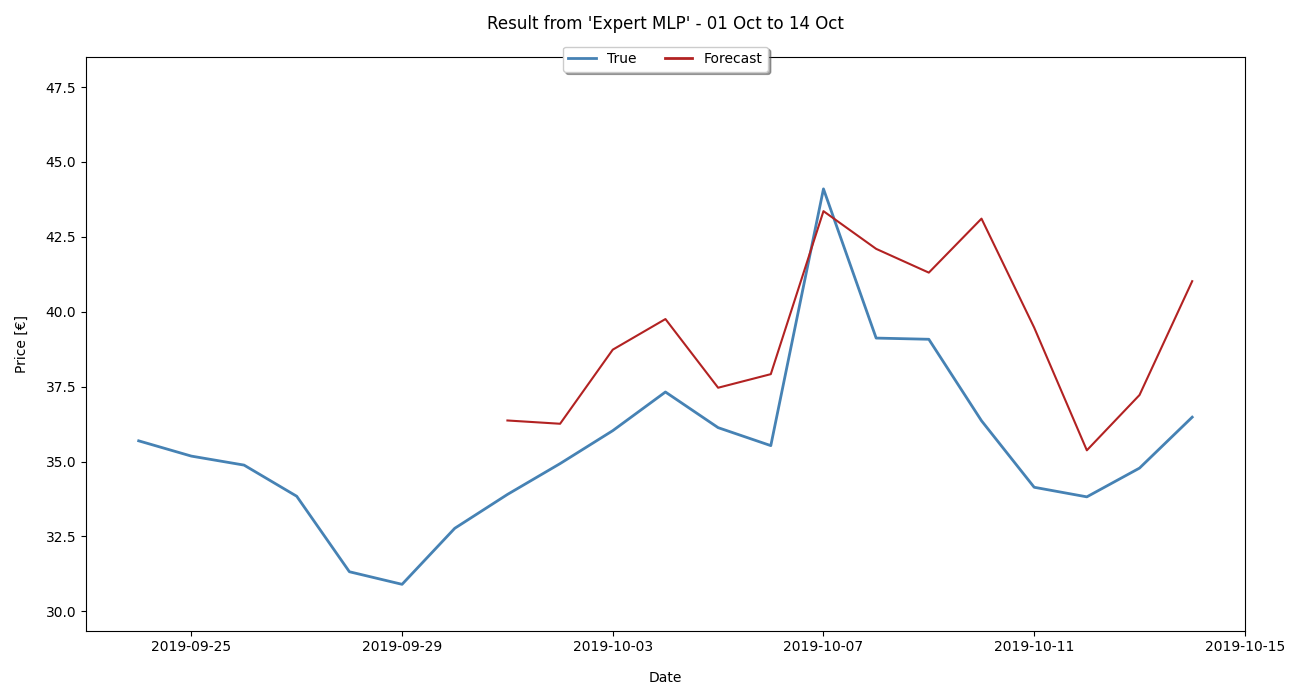 Result from 'Expert MLP' - 01 Oct to 14 Oct
True Forecast
Price [€]
47.5
45.0
42.5
40.0
37.5
35.0
32.5
30.0
2019-09-25 2019-09-29 2019-10-03 2019-10-07 2019-10-11 2019-10-15
Date